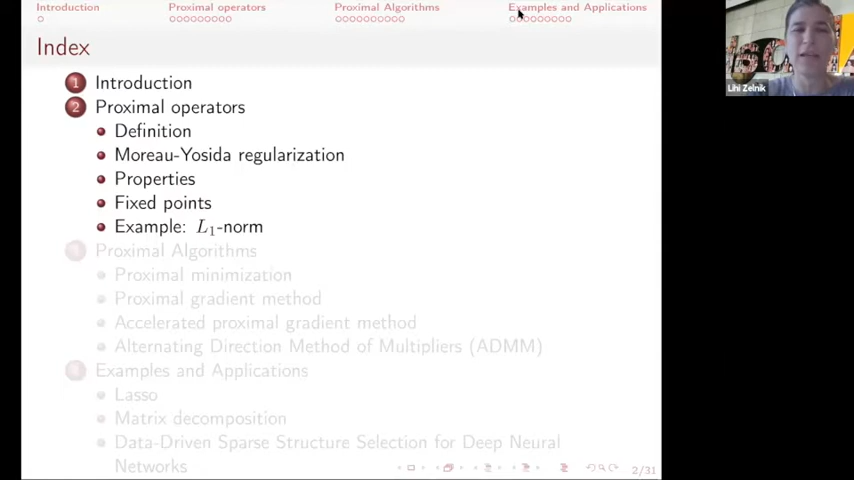 Introduction
Proximal operators
Proximal Algorithms
Examples and Applications
Index
1 Introduction
2 Proximal operators
Definition
Moreau-Yosida regularization
Properties
Fixed points
Example: L₁-norm
3 Proximal Algorithms
Proximal minimization
Proximal gradient method
Accelerated proximal gradient method
Alternating Direction Method of Multipliers (ADMM)
4 Examples and Applications
Lasso
Matrix decomposition
Data-Driven Sparse Structure Selection for Deep Neural
Networks
2/31
Lihi Zelnik